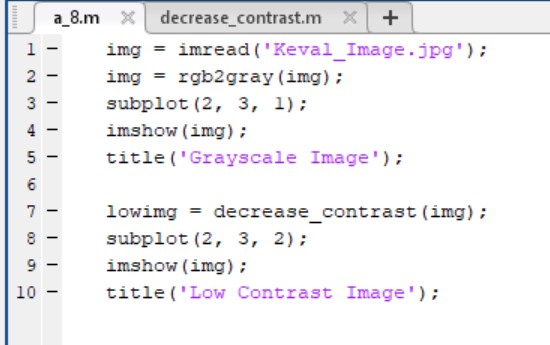 a_8.m × decrease_contrast.m × +
1 - img = imread('Keval_Image.jpg');
2 - img = rgb2gray(img);
3 - subplot(2, 3, 1);
4 - imshow(img);
5 - title('Grayscale Image');
6
7 - lowimg = decrease_contrast(img);
8 - subplot(2, 3, 2);
9 - imshow(img);
10 - title('Low Contrast Image');